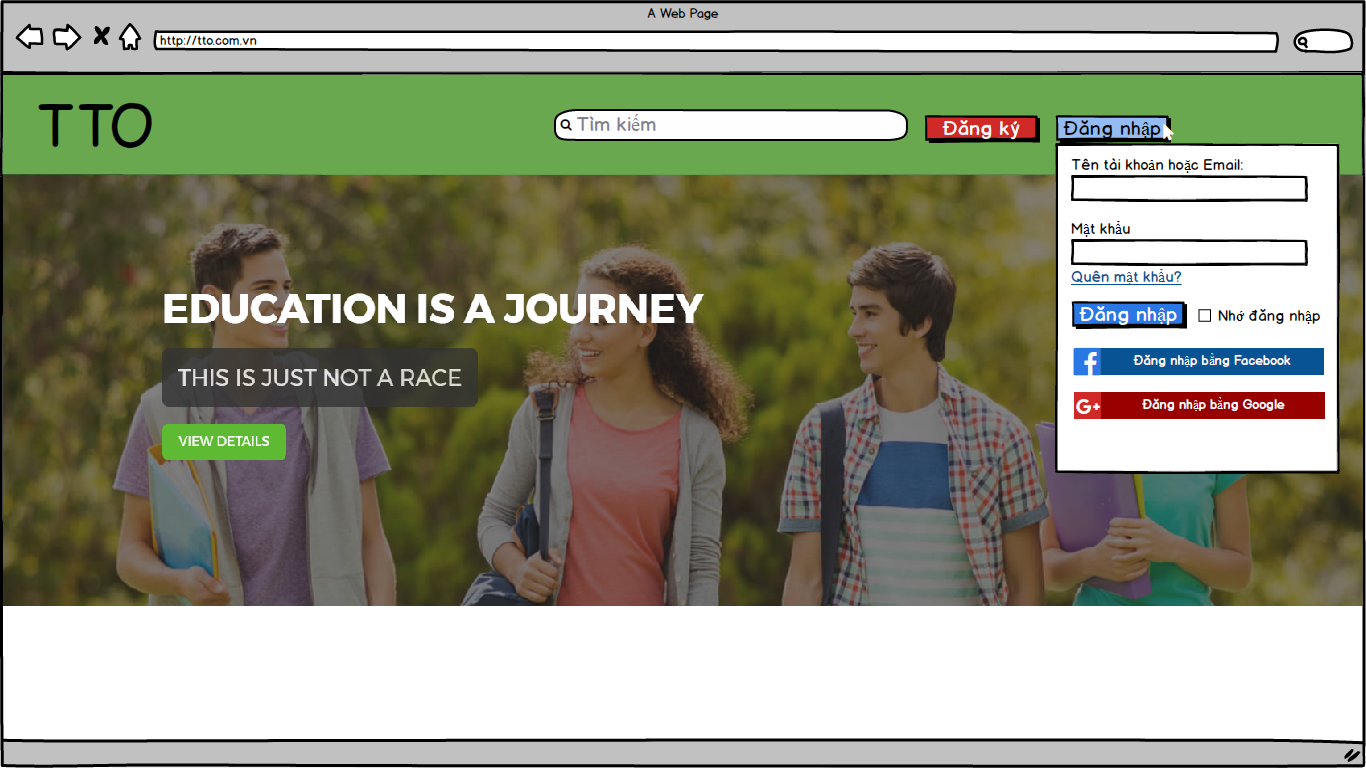 A Web Page
http://tto.com.vn
TTO
Tìm kiếm
Đăng ký
Đăng nhập
Tên tài khoản hoặc Email:
Mật khẩu
Quên mật khẩu?
Đăng nhập
Nhớ đăng nhập
Đăng nhập bằng Facebook
G+
Đăng nhập bằng Google
EDUCATION IS A JOURNEY
THIS IS JUST NOT A RACE
VIEW DETAILS